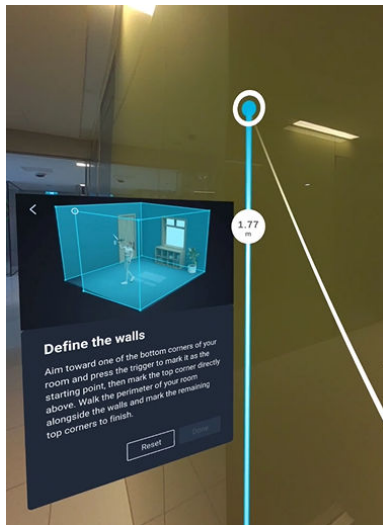 1.77
m
Define the walls
Aim toward one of the bottom corners of your
room and press the trigger to mark it as the
starting point, then mark the top corner directly
above. Walk the perimeter of your room
alongside the walls and mark the remaining
top corners to finish.
Reset
Done